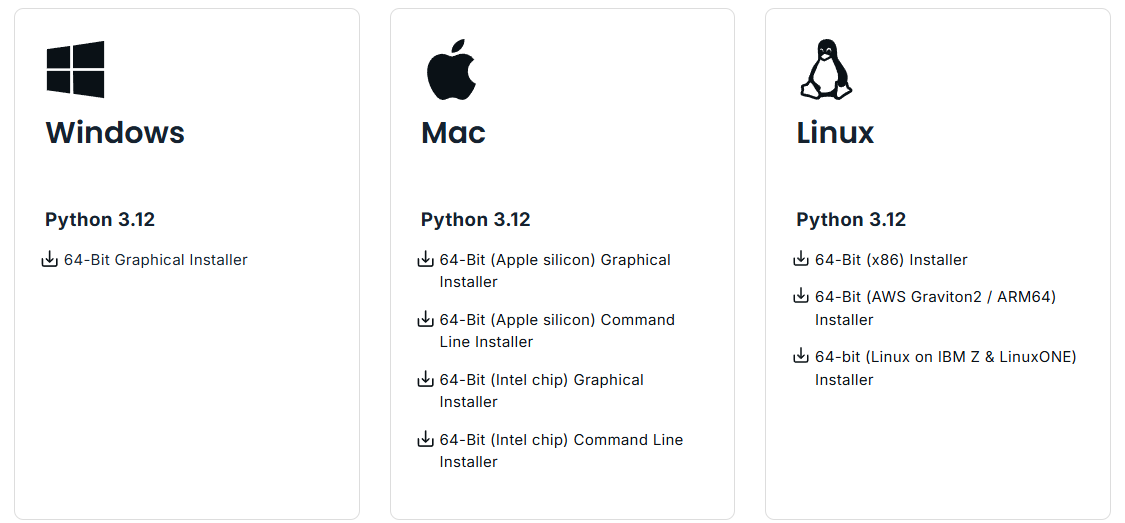 Windows
Python 3.12
64-Bit Graphical Installer
Mac
Python 3.12
64-Bit (Apple silicon) Graphical
Installer
64-Bit (Apple silicon) Command
Line Installer
64-Bit (Intel chip) Graphical
Installer
64-Bit (Intel chip) Command Line
Installer
Linux
Python 3.12
64-Bit (x86) Installer
64-Bit (AWS Graviton2 / ARM64)
Installer
64-bit (Linux on IBM Z & LinuxONE)
Installer